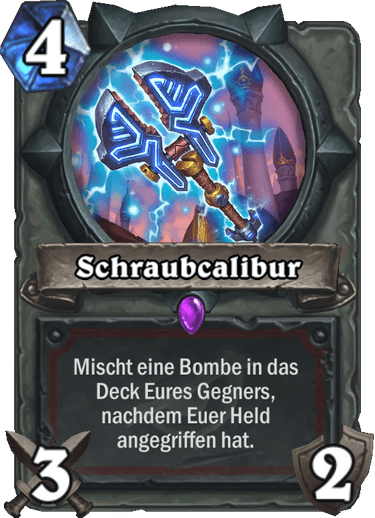 4
Schraubcalibur
Mischt eine Bombe in das
Deck Eures Gegners,
nachdem Euer Held
angegriffen hat.
3
2